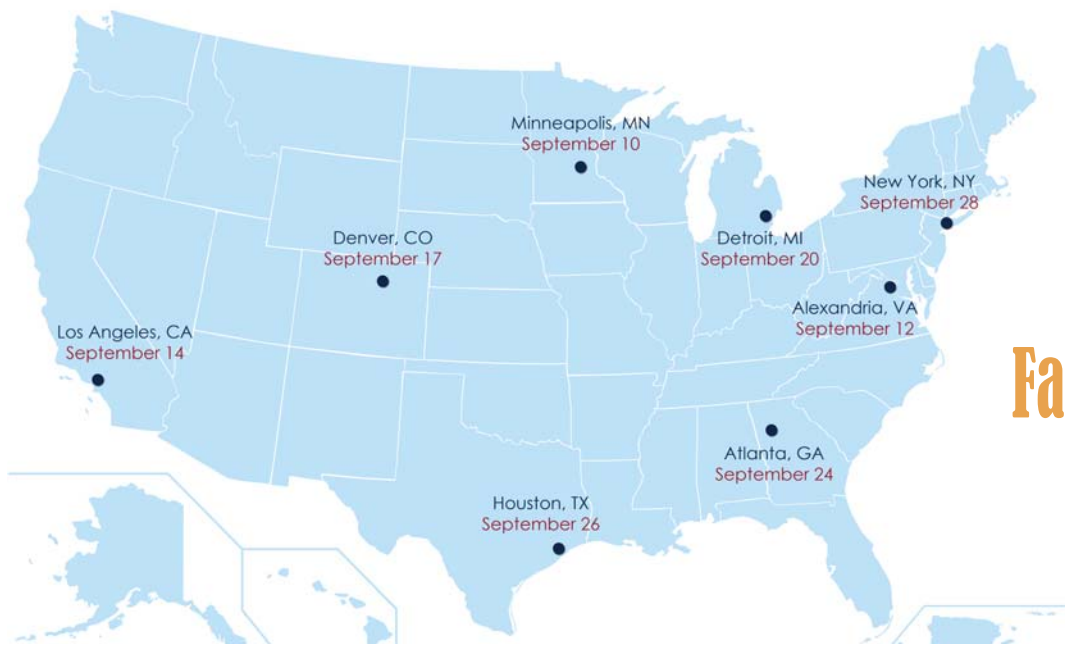 Minneapolis, MN
September 10
New York, NY
September 28
Denver, CO
September 17
Detroit, MI
September 20
Alexandria, VA
September 12
Los Angeles, CA
September 14
Fa
Atlanta, GA
September 24
Houston, TX
September 26